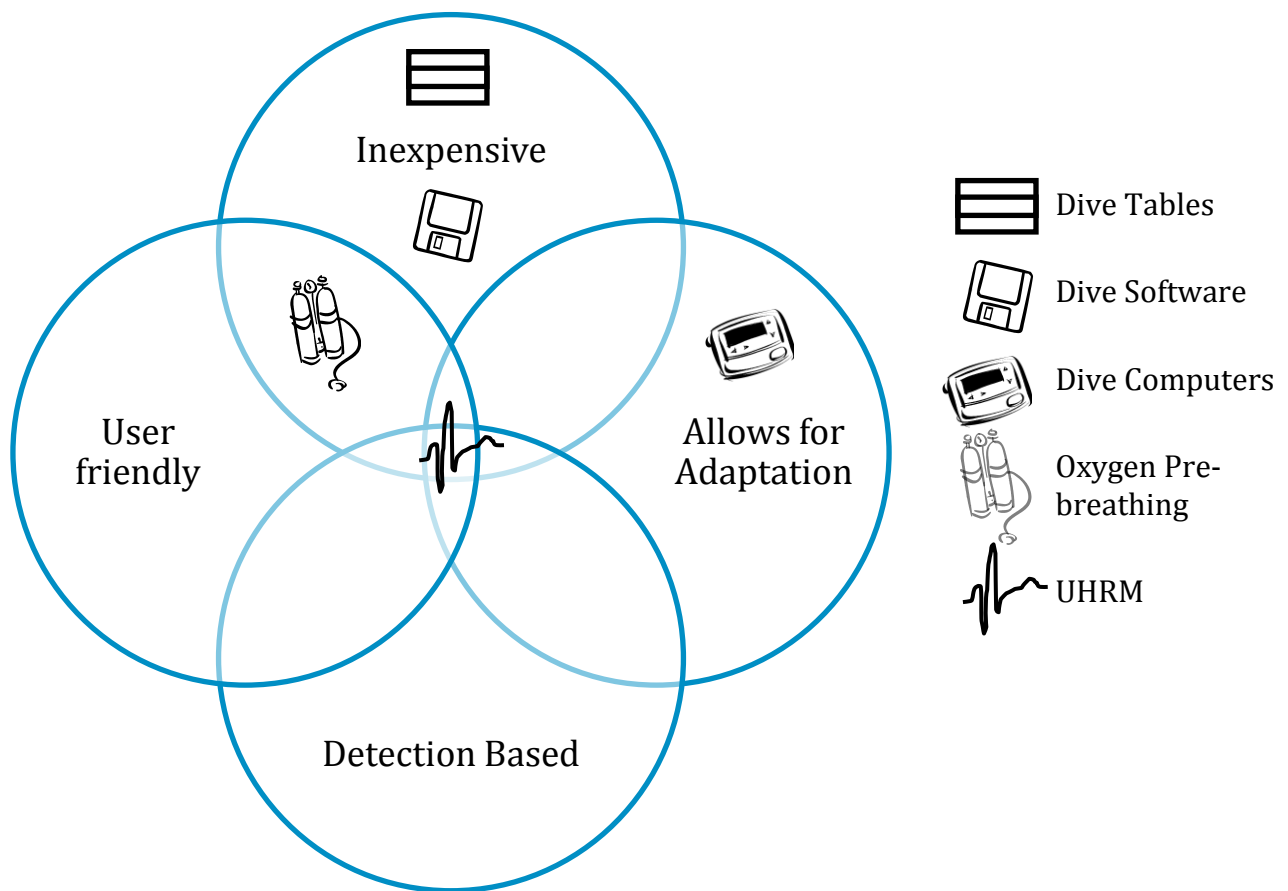 Inexpensive
User
friendly
Allows for
Adaptation
Detection Based
Dive Tables
Dive Software
Dive Computers
Oxygen Pre-
breathing
UHRM